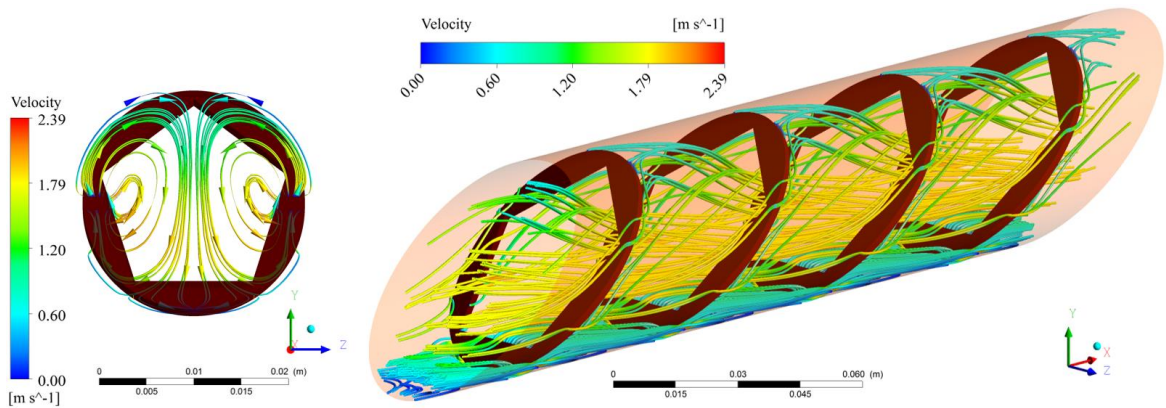 Velocity
2.39
1.79
1.20
0.60
0.00
[m s^-1]
Y
X
Z
0 0.01 0.02 (m)
0.005 0.015
Velocity [m s^-1]
0.00 0.60 1.20 1.79 2.39
0 0.03 0.060 (m)
0.015 0.045
Y
X
Z